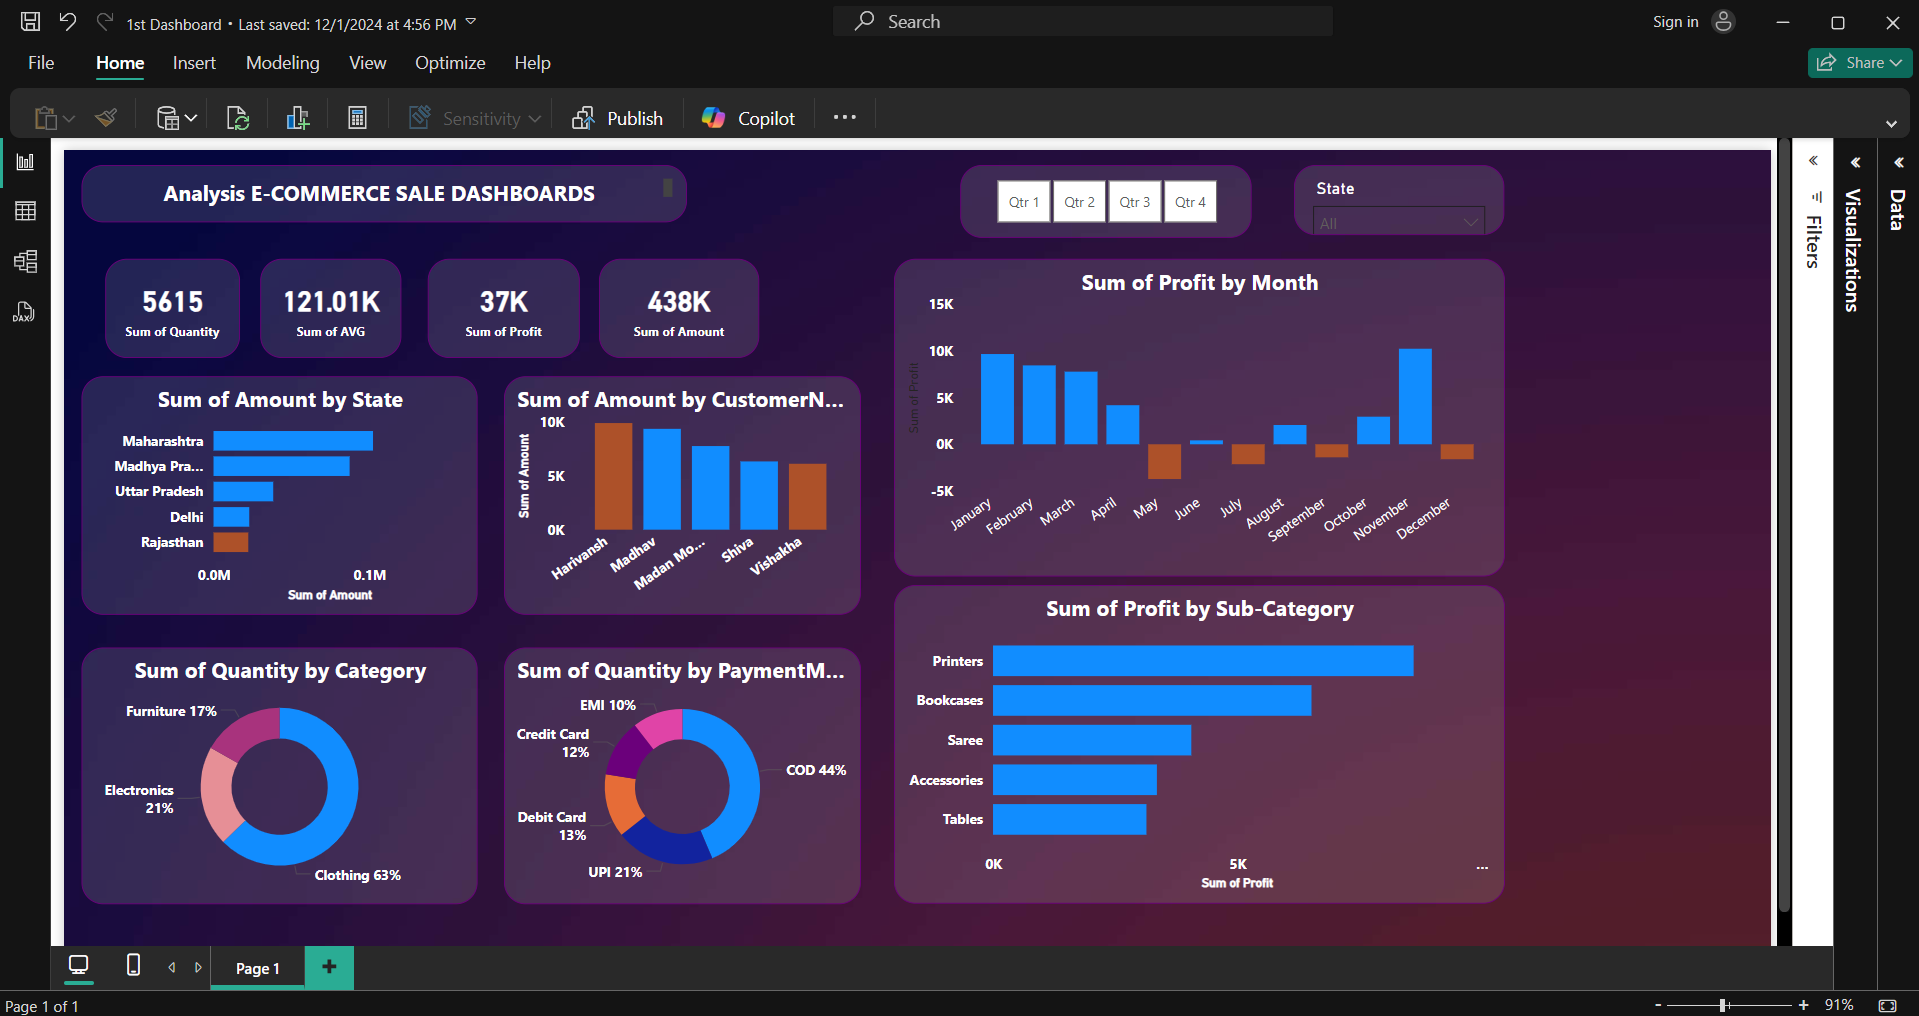 1st Dashboard • Last saved: 12/1/2024 at 4:56 PM
Search
Sign in
File
Home
Insert
Modeling
View
Optimize
Help
Share
Sensitivity
Publish
Copilot
...
DAX
Analysis E-COMMERCE SALE DASHBOARDS
Qtr 1
Qtr 2
Qtr 3
Qtr 4
State
All
5615
Sum of Quantity
121.01K
Sum of AVG
37K
Sum of Profit
438K
Sum of Amount
Sum of Amount by State
Maharashtra
Madhya Pra...
Uttar Pradesh
Delhi
Rajasthan
0.0M
0.1M
Sum of Amount
Sum of Amount by CustomerN...
Sum of Amount
10K
5K
0K
Harivansh
Madhav
Madan Mo...
Shiva
Vishakha
Sum of Profit by Month
Sum of Profit
15K
10K
5K
0K
-5K
January
February
March
April
May
June
July
August
September
October
November
December
Sum of Quantity by Category
Furniture 17%
Electronics
21%
Clothing 63%
Sum of Quantity by PaymentM...
EMI 10%
Credit Card
12%
COD 44%
Debit Card
13%
UPI 21%
Sum of Profit by Sub-Category
Printers
Bookcases
Saree
Accessories
Tables
0K
5K
...
Sum of Profit
Filters
Visualizations
Data
Page 1
Page 1 of 1
- + 91%